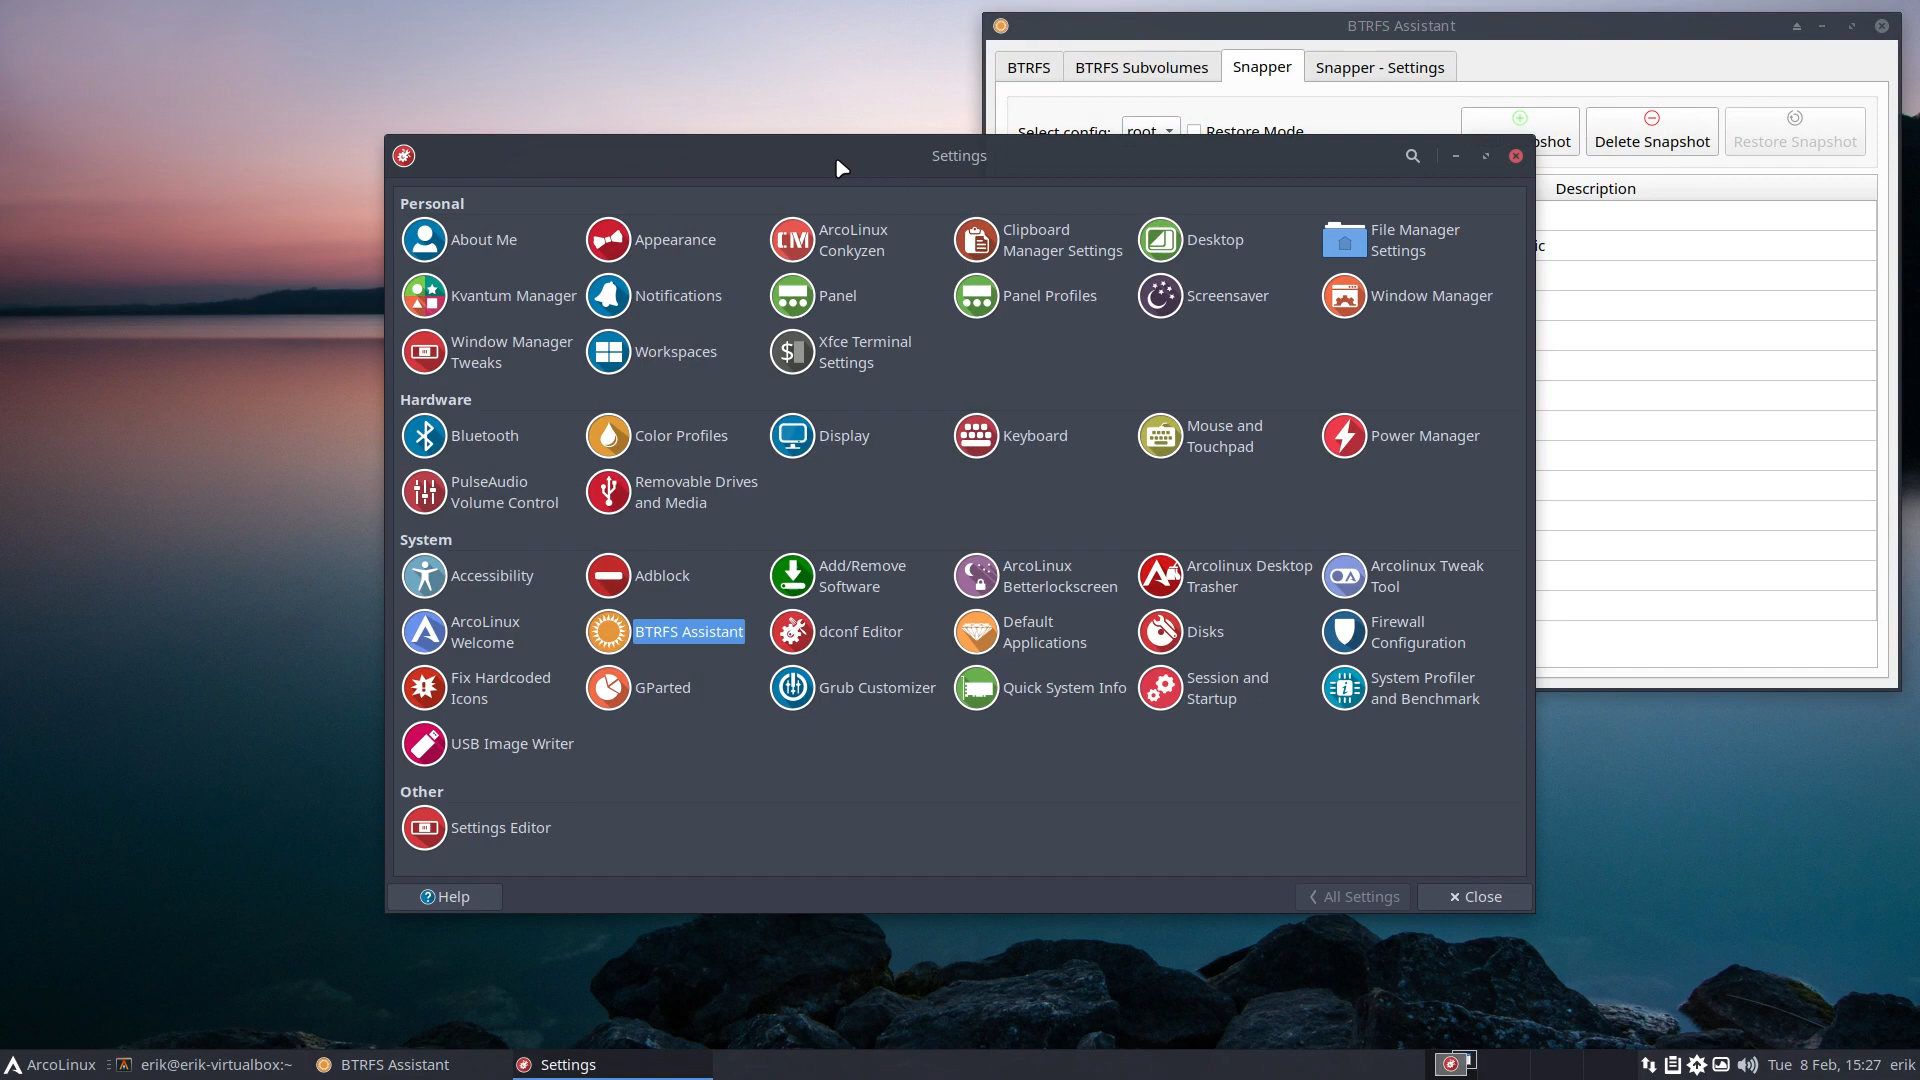 BTRFS Assistant
BTRFS
BTRFS Subvolumes
Snapper
Snapper - Settings
Select config:
root
Restore Mode
shot
Delete Snapshot
Restore Snapshot
Description
ic
Settings
Personal
About Me
Appearance
ArcoLinux
Conkyzen
Clipboard
Manager Settings
Desktop
File Manager
Settings
Kvantum Manager
Notifications
Panel
Panel Profiles
Screensaver
Window Manager
Window Manager
Tweaks
Workspaces
Xfce Terminal
Settings
Hardware
Bluetooth
Color Profiles
Display
Keyboard
Mouse and
Touchpad
Power Manager
PulseAudio
Volume Control
Removable Drives
and Media
System
Accessibility
Adblock
Add/Remove
Software
ArcoLinux
Betterlockscreen
Arcolinux Desktop
Trasher
Arcolinux Tweak
Tool
ArcoLinux
Welcome
BTRFS Assistant
dconf Editor
Default
Applications
Disks
Firewall
Configuration
Fix Hardcoded
Icons
GParted
Grub Customizer
Quick System Info
Session and
Startup
System Profiler
and Benchmark
USB Image Writer
Other
Settings Editor
Help
All Settings
Close
ArcoLinux
erik@erik-virtualbox:~
BTRFS Assistant
Settings
Tue 8 Feb, 15:27
erik